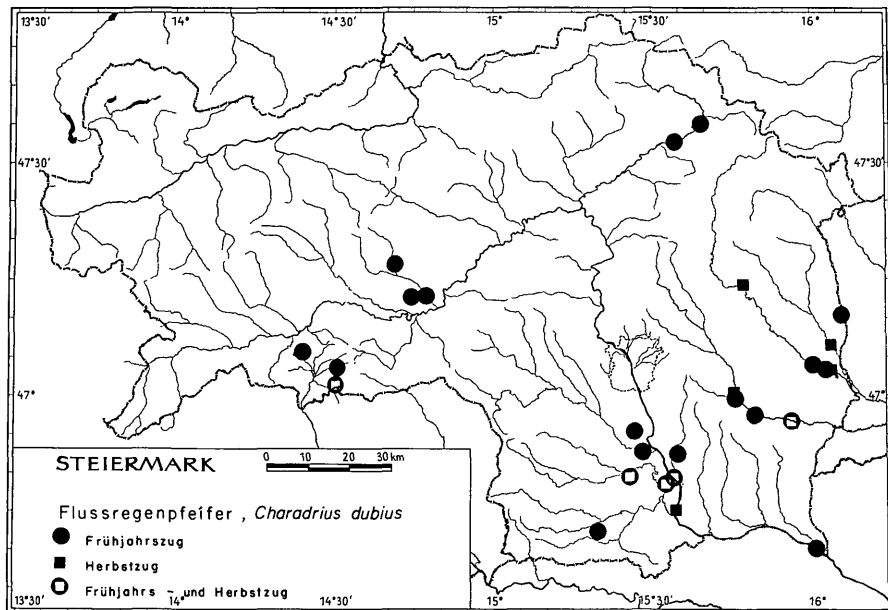 13°30' 14° 14°30' 15° 15°30' 16°
47°30' 47°30'
47° 47°
STEIERMARK 0 10 20 30 km
Flussregenpfeifer, Charadrius dubius
Frühjahrszug
Herbstzug
Frühjahrs - und Herbstzug
13°30' 14° 14°30' 15° 15°30' 16°